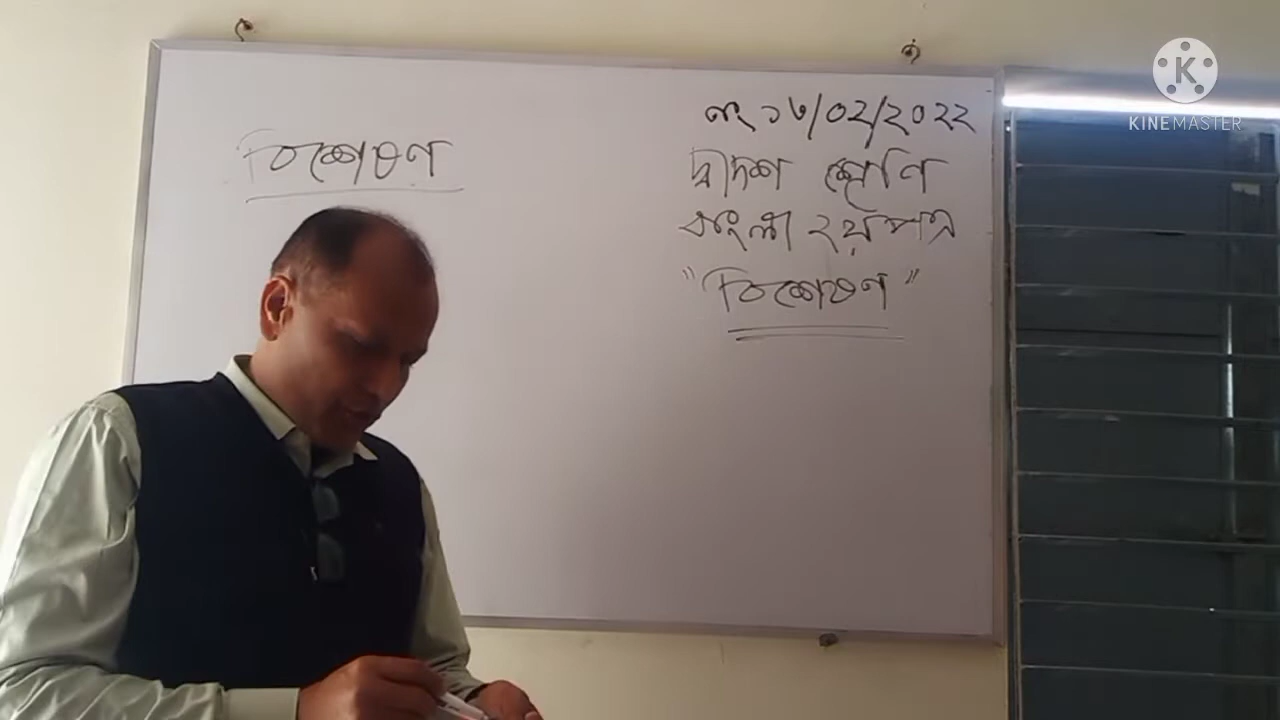 বিশেষণ
তাং ১৬/০২/২০২২
দ্বাদশ শ্রেণি
বাংলা ২য় পত্র
"বিশেষণ"
KINEMASTER